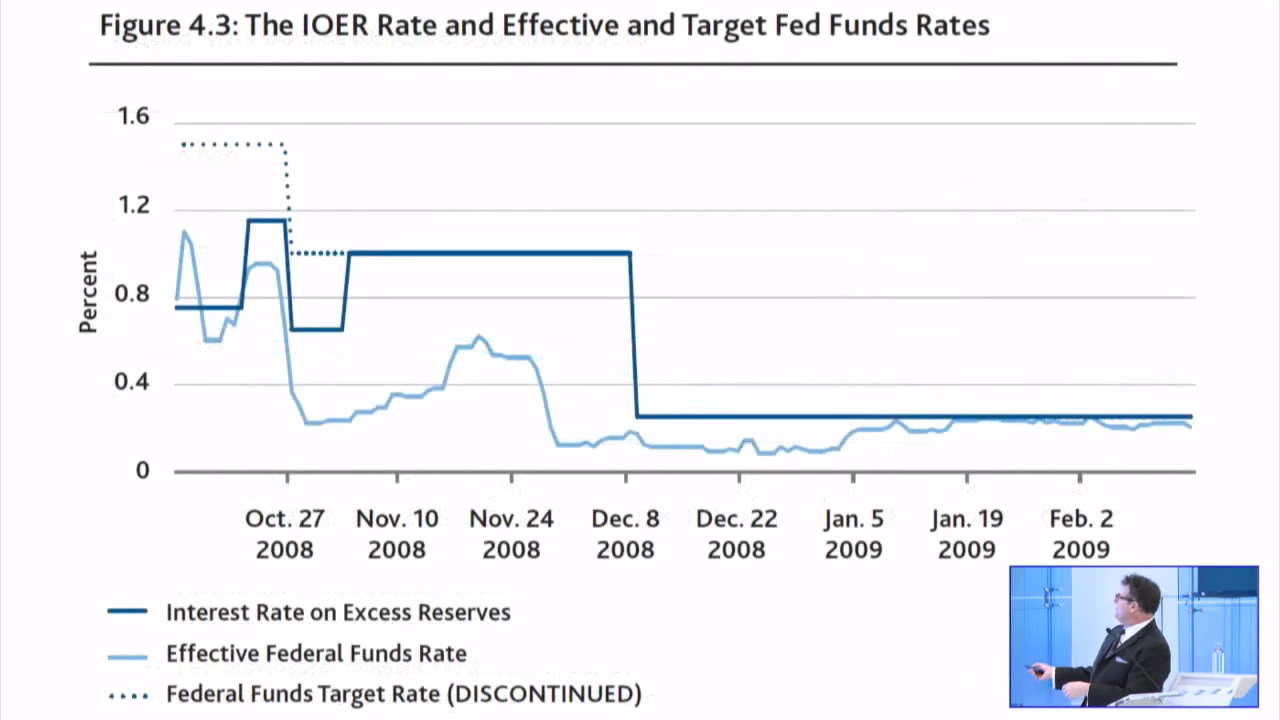 Figure 4.3: The IOER Rate and Effective and Target Fed Funds Rates
1.6
1.2
0.8
0.4
0
Percent
Oct. 27 Nov. 10 Nov. 24 Dec. 8 Dec. 22 Jan. 5 Jan. 19 Feb. 2
2008 2008 2008 2008 2008 2009 2009 2009
Interest Rate on Excess Reserves
Effective Federal Funds Rate
Federal Funds Target Rate (DISCONTINUED)